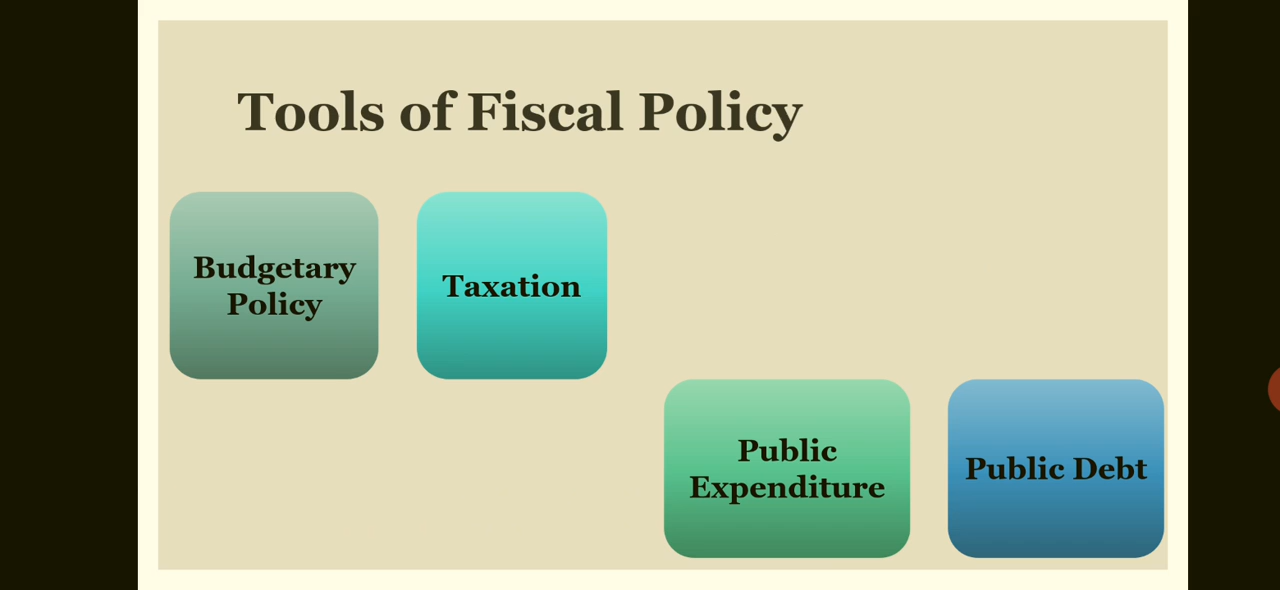 Tools of Fiscal Policy
Budgetary
Policy
Taxation
Public
Expenditure
Public Debt